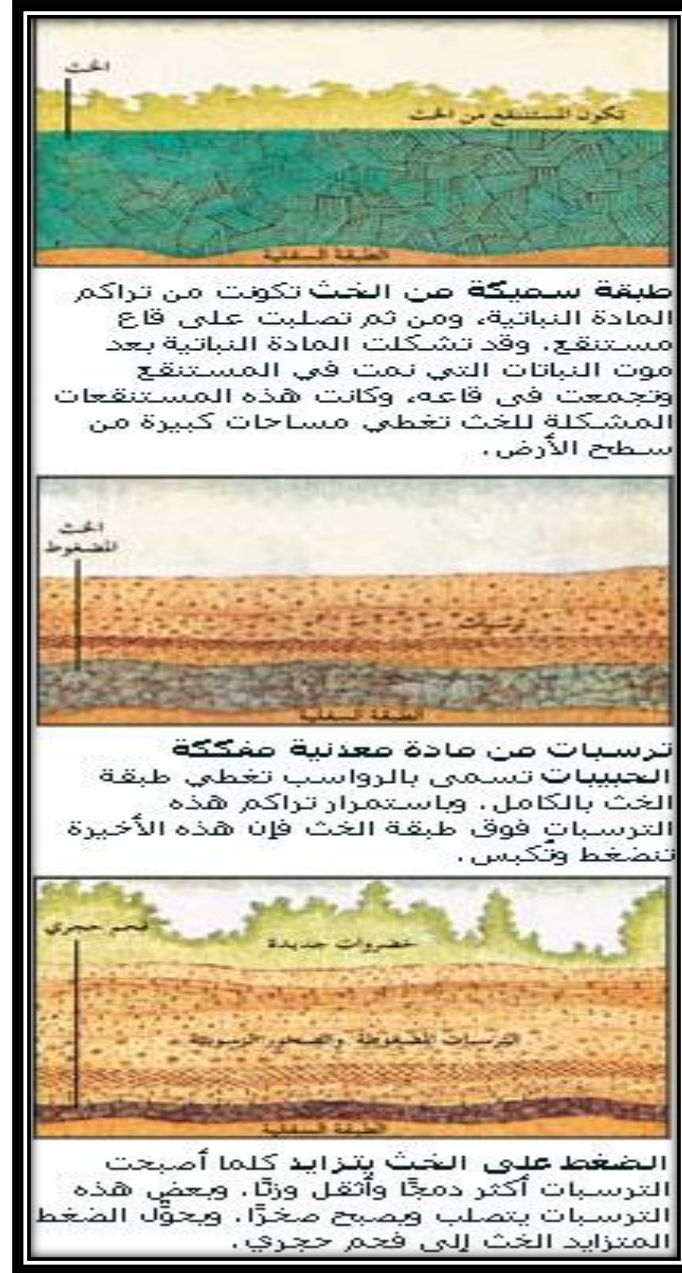 الخث
تكون المستنقع من الخث
الطبقة السفلية
طبقة سميكة من الخث تكونت من تراكم
المادة النباتية، ومن ثم تصلبت على قاع
مستنقع. وقد تشكلت المادة النباتية بعد
موت النباتات التي نمت في المستنقع
وتجمعت في قاعه، وكانت هذه المستنقعات
المشكلة للخث تغطي مساحات كبيرة من
سطح الأرض.
الخث
المضغوط
ترسبات
الطبقة السفلية
ترسبات من مادة معدنية مفككة
الحبيبات تسمى بالرواسب تغطي طبقة
الخث بالكامل. وباستمرار تراكم هذه
الترسبات فوق طبقة الخث فإن هذه الأخيرة
تنضغط وتُكبس.
فحم حجري
خضروات جديدة
الترسبات المضغوطة والصخور الرسوبية
الطبقة السفلية
الضغط على الخث يتزايد كلما أصبحت
الترسبات أكثر دمجًا وأثقل وزنًا. وبعض هذه
الترسبات يتصلب ويصبح صخرًا. ويحوِّل الضغط
المتزايد الخث إلى فحم حجري.